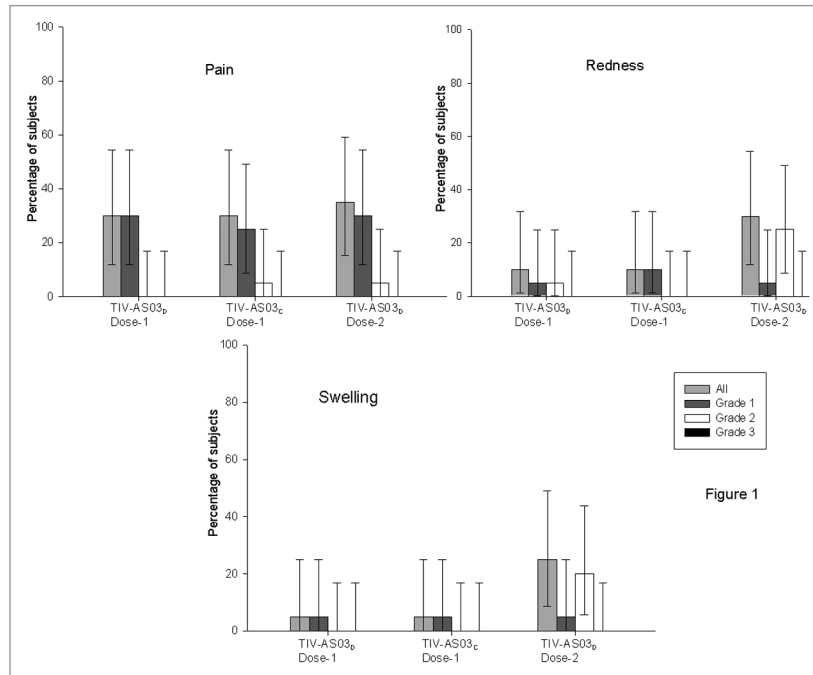 Pain
Percentage of subjects
100
80
60
40
20
0
TIV-AS03D
Dose-1
TIV-AS03C
Dose-1
TIV-AS03D
Dose-2
Redness
Percentage of subjects
100
80
60
40
20
0
TIV-AS03D
Dose-1
TIV-AS03C
Dose-1
TIV-AS03D
Dose-2
Swelling
Percentage of subjects
100
80
60
40
20
0
TIV-AS03D
Dose-1
TIV-AS03C
Dose-1
TIV-AS03D
Dose-2
All
Grade 1
Grade 2
Grade 3
Figure 1